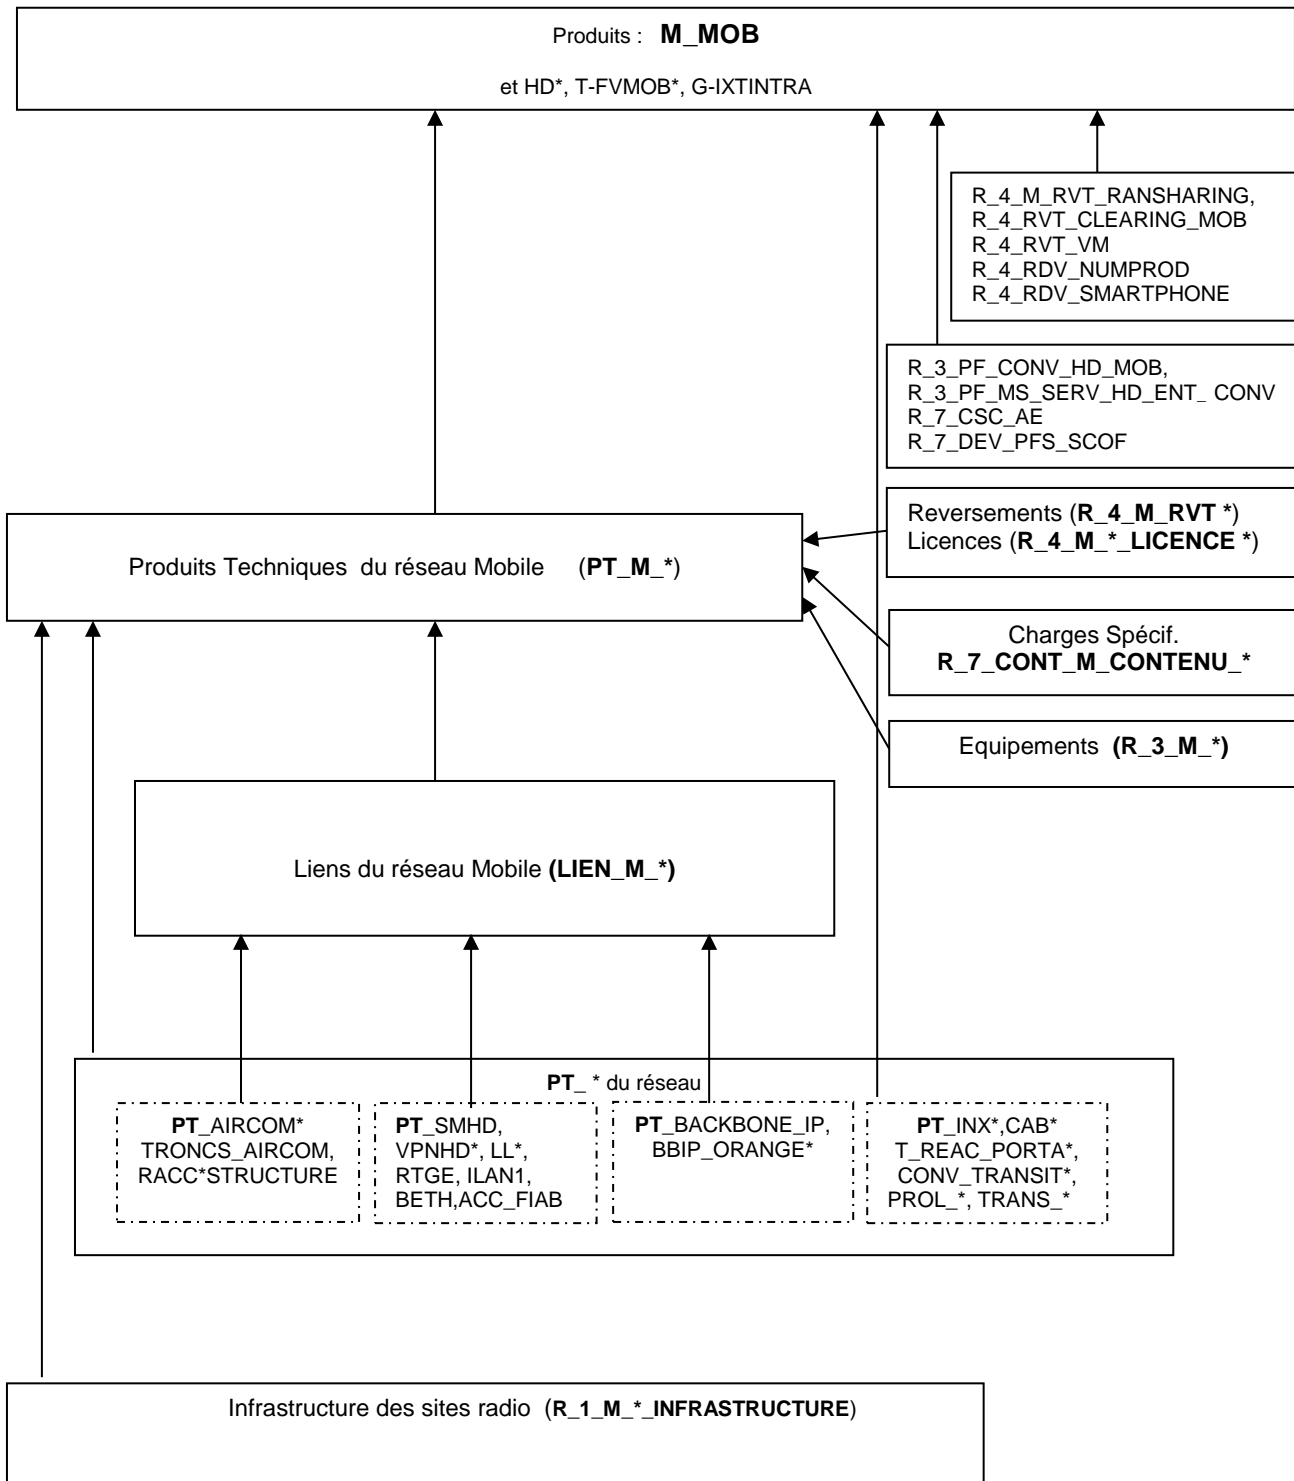 Produits : M_MOB
et HD*, T-FVMOB*, G-IXTINTRA
R_4_M_RVT_RANSHARING,
R_4_RVT_CLEARING_MOB
R_4_RVT_VM
R_4_RDV_NUMPROD
R_4_RDV_SMARTPHONE
R_3_PF_CONV_HD_MOB,
R_3_PF_MS_SERV_HD_ENT_ CONV
R_7_CSC_AE
R_7_DEV_PFS_SCOF
Reversements (R_4_M_RVT *)
Licences (R_4_M_*_LICENCE *)
Produits Techniques du réseau Mobile (PT_M_*)
Charges Spécif.
R_7_CONT_M_CONTENU_*
Equipements (R_3_M_*)
Liens du réseau Mobile (LIEN_M_*)
PT_ * du réseau
PT_AIRCOM*
TRONCS_AIRCOM,
RACC*STRUCTURE
PT_SMHD,
VPNHD*, LL*,
RTGE, ILAN1,
BETH,ACC_FIAB
PT_BACKBONE_IP,
BBIP_ORANGE*
PT_INX*,CAB*
T_REAC_PORTA*,
CONV_TRANSIT*,
PROL_*, TRANS_*
Infrastructure des sites radio (R_1_M_*_INFRASTRUCTURE)